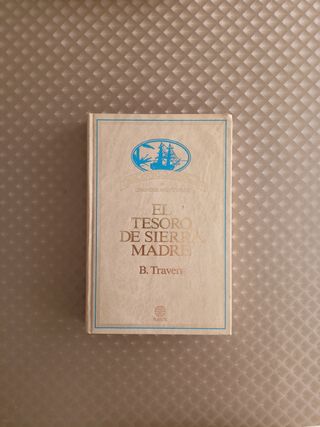 EL
TESORO
DE SIERRA
MADRE
B. Traven